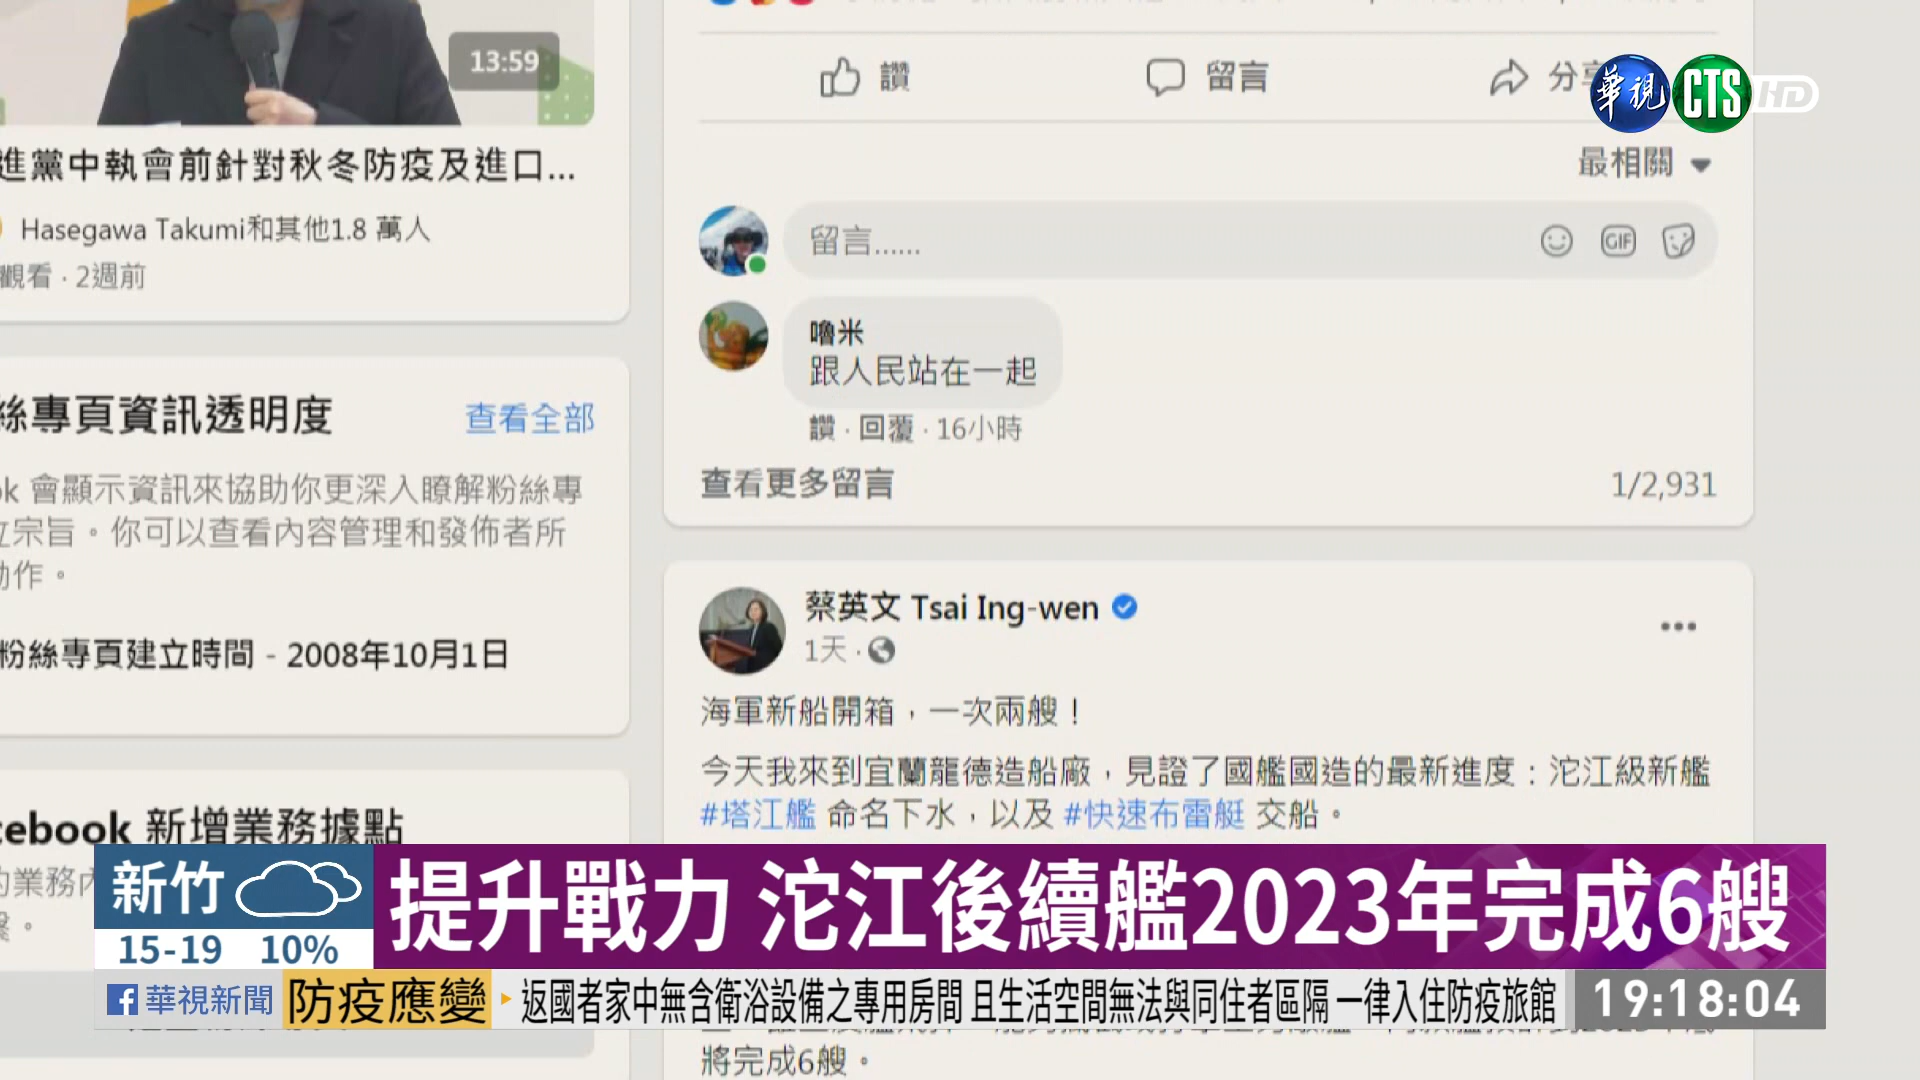 13:59
進黨中執會前針對秋冬防疫及進口...
Hasegawa Takumi和其他1.8 萬人
觀看 · 2週前
絲專頁資訊透明度
查看全部
ok 會顯示資訊來協助你更深入瞭解粉絲專
立宗旨。你可以查看內容管理和發佈者所
動作。
粉絲專頁建立時間 - 2008年10月1日
cebook 新增業務據點
的業務內
讚
留言
分享
華視 CTS HD
最相關
留言......
GIF
嚕米
跟人民站在一起
讚 · 回覆 · 16小時
查看更多留言
1/2,931
蔡英文 Tsai Ing-wen
1天
海軍新船開箱，一次兩艘！
今天我來到宜蘭龍德造船廠，見證了國艦國造的最新進度：沱江級新艦
#塔江艦 命名下水，以及 #快速布雷艇 交船。
新竹
15-19 10%
提升戰力 沱江後續艦2023年完成6艘
華視新聞
防疫應變
返國者家中無含衛浴設備之專用房間 且生活空間無法與同住者區隔 一律入住防疫旅館
19:18:04
將完成6艘。